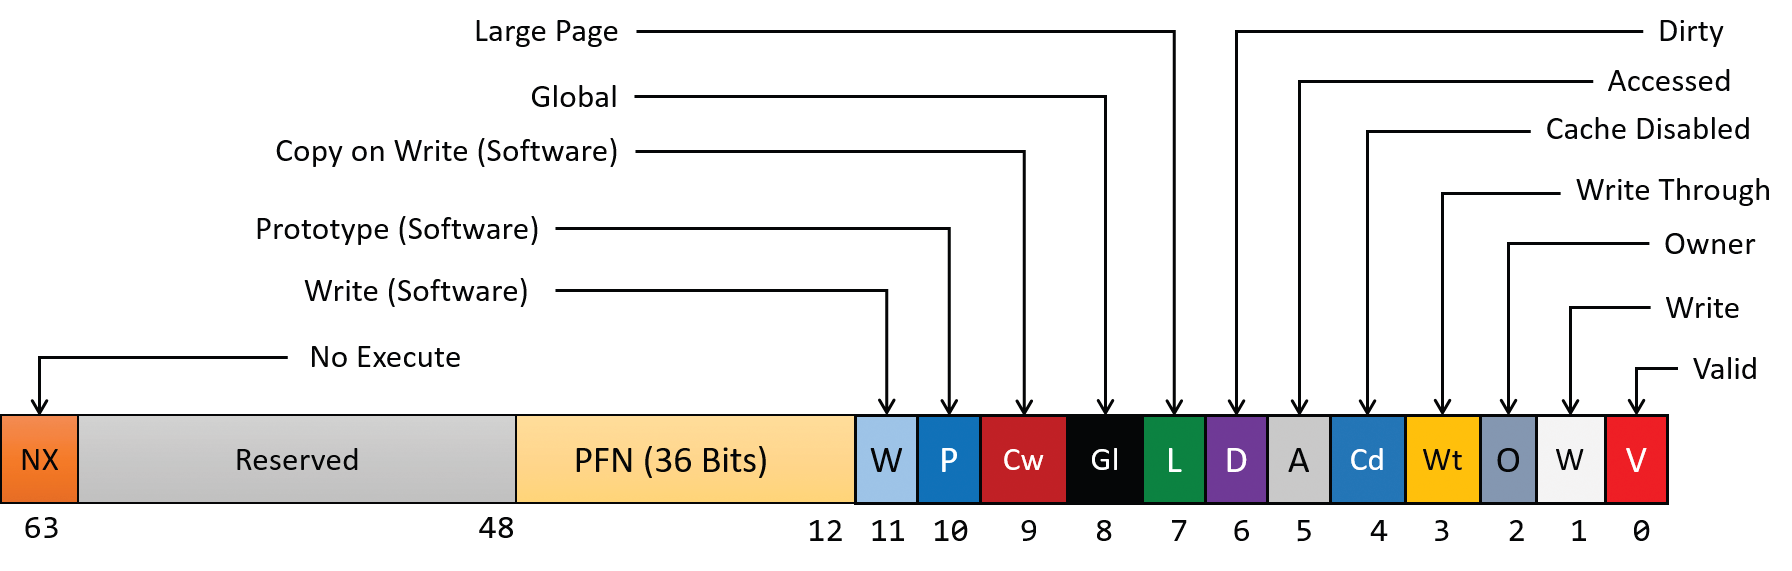 Large Page
Dirty
Global
Accessed
Copy on Write (Software)
Cache Disabled
Prototype (Software)
Write Through
Write (Software)
Owner
No Execute
Write
Valid
NX Reserved PFN (36 Bits) W P Cw Gl L D A Cd Wt O W V
63 48 12 11 10 9 8 7 6 5 4 3 2 1 0